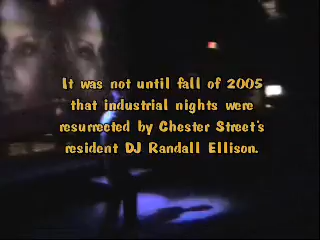 It was not until fall of 2005
that industrial nights were
resurrected by Chester Street's
resident DJ Randall Ellison.